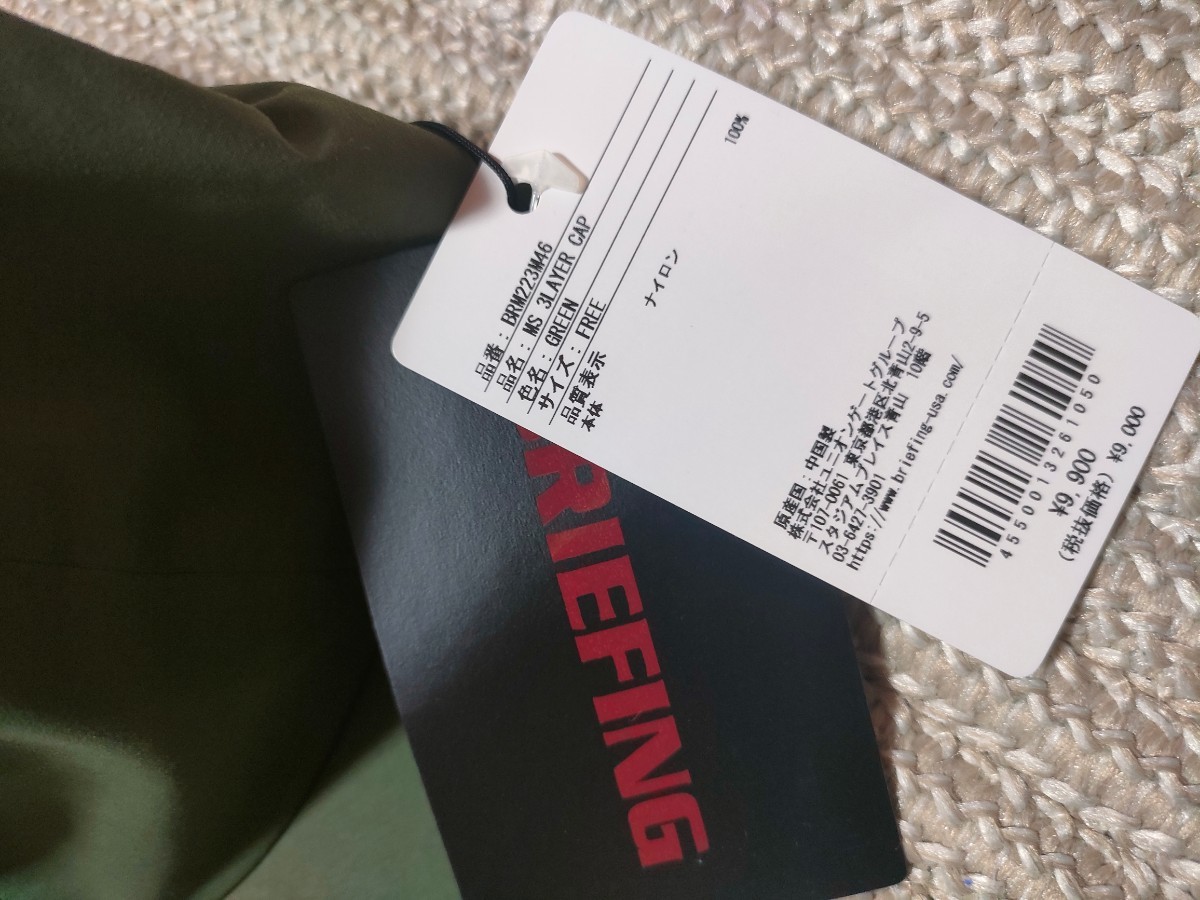 品番 : BRM223M46
品名 : MS 3LAYER CAP
色名 : GREEN
サイズ : FREE
品質表示
本体 ナイロン 100%
原産国 : 中国製
株式会社ユニオンゲートグループ
〒107-0061 東京都港区北青山2-9-5
スタジアムプレイス青山 10階
03-6427-3901
https://www.briefing-usa.com/
4550013261050
¥9,900
(税抜価格) ¥9,000
BRIEFING